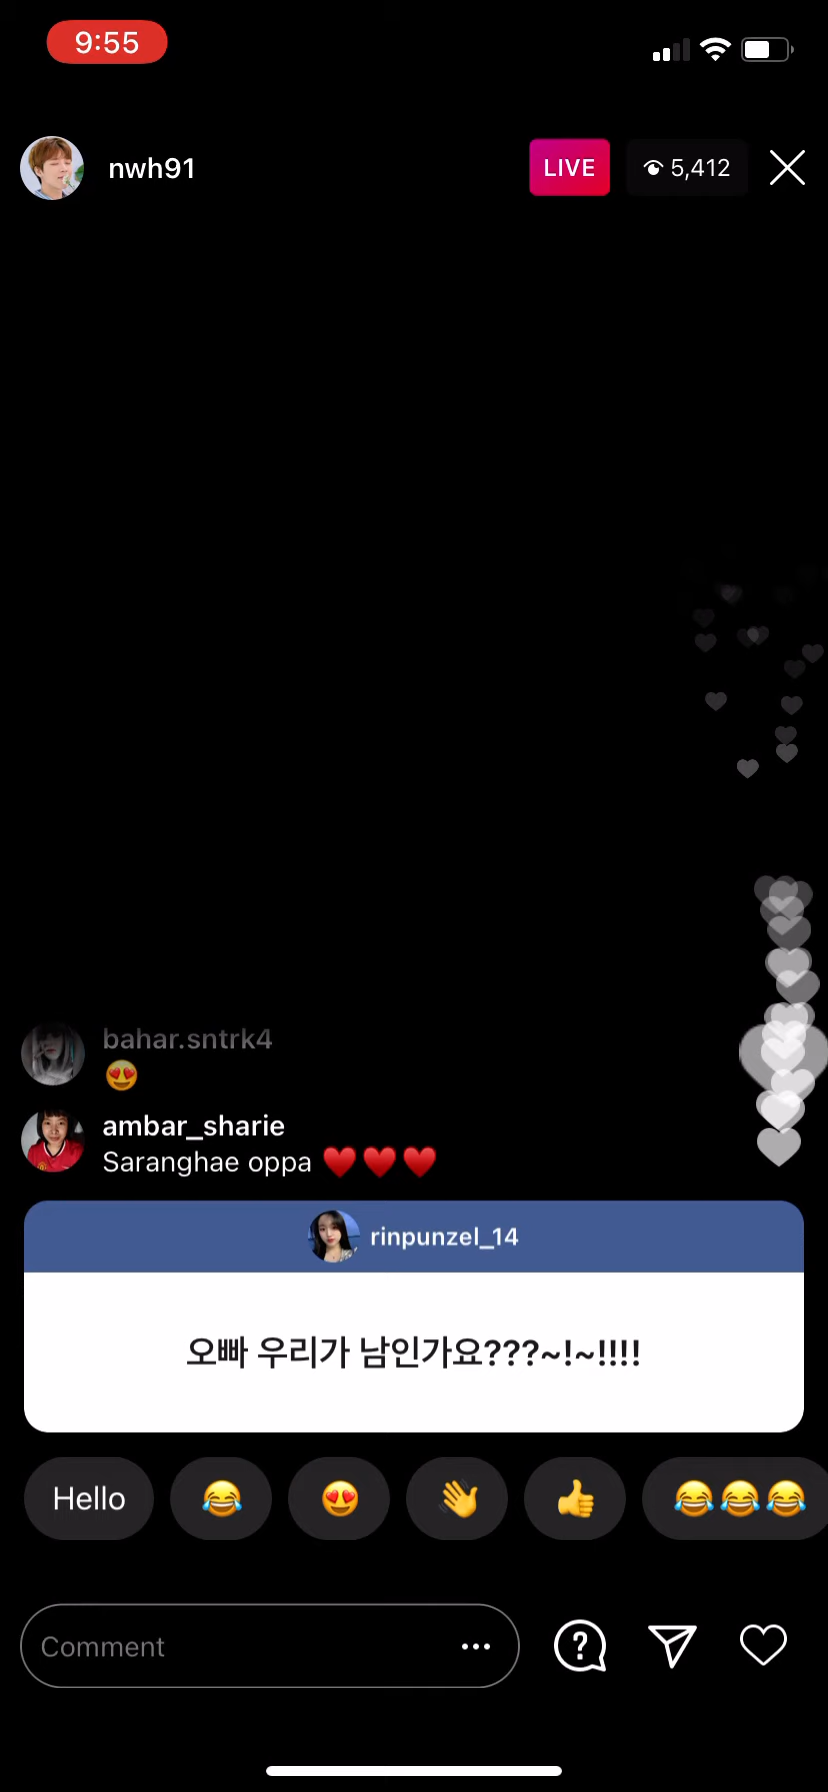 9:55
nwh91
LIVE
5,412
bahar.sntrk4
😍
ambar_sharie
Saranghae oppa ❤️❤️❤️
rinpunzel_14
오빠 우리가 남인가요???~!~!!!!
Hello 😂 😍 👋 👍 😂😂😂
Comment